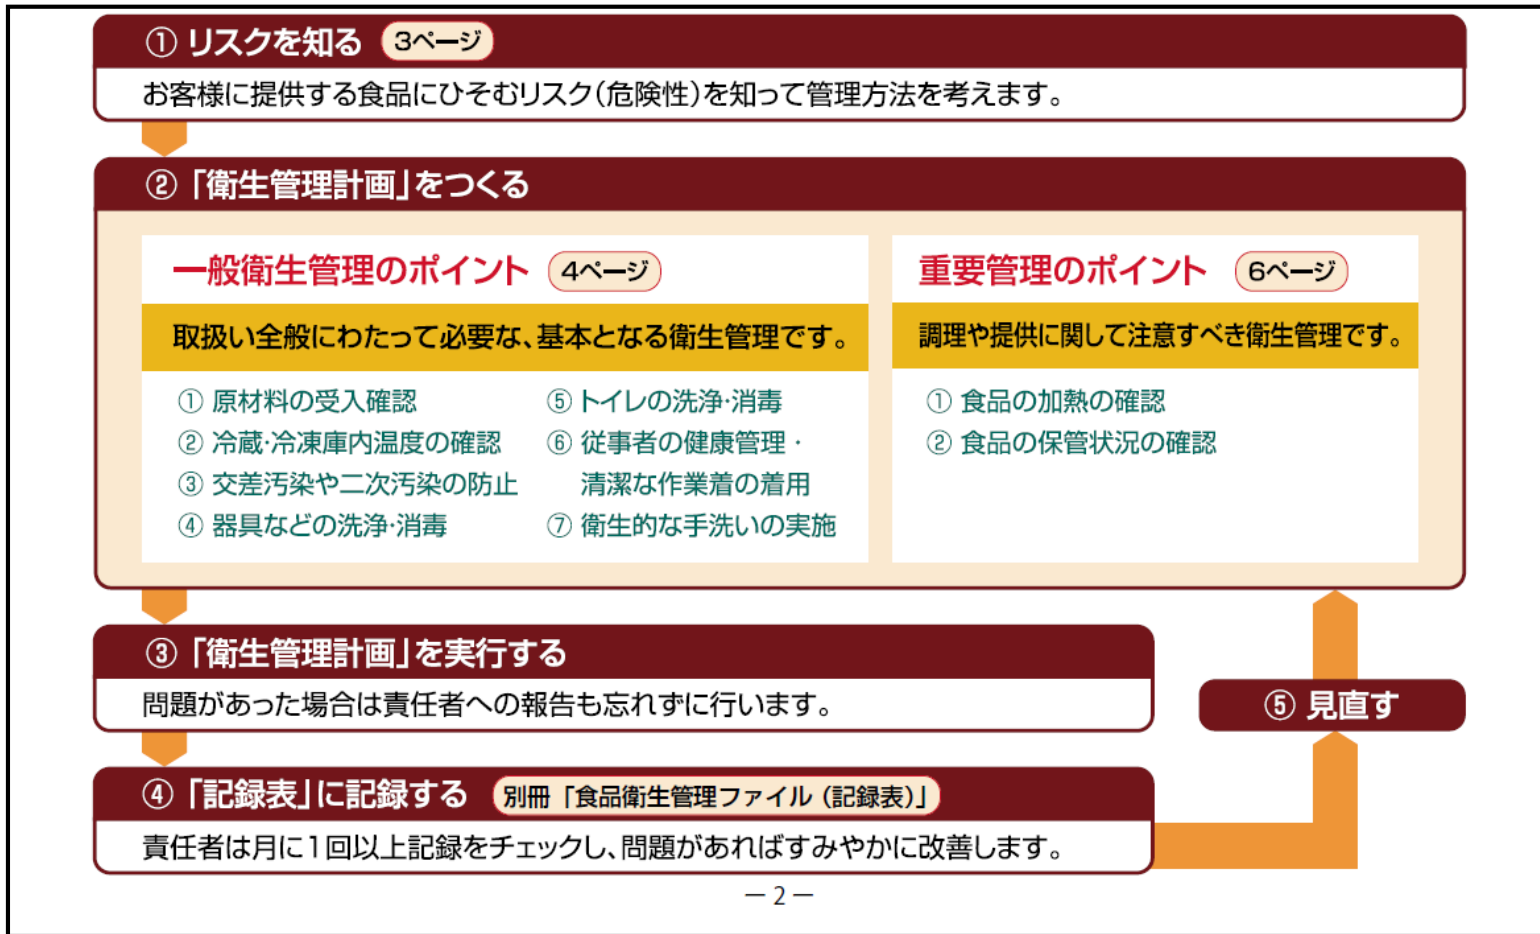 ① リスクを知る 3ページ
お客様に提供する食品にひそむリスク(危険性)を知って管理方法を考えます。
② 「衛生管理計画」をつくる
一般衛生管理のポイント 4ページ
取扱い全般にわたって必要な、基本となる衛生管理です。
① 原材料の受入確認
② 冷蔵・冷凍庫内温度の確認
③ 交差汚染や二次汚染の防止
④ 器具などの洗浄・消毒
⑤ トイレの洗浄・消毒
⑥ 従事者の健康管理・
清潔な作業着の着用
⑦ 衛生的な手洗いの実施
重要管理のポイント 6ページ
調理や提供に関して注意すべき衛生管理です。
① 食品の加熱の確認
② 食品の保管状況の確認
③ 「衛生管理計画」を実行する
問題があった場合は責任者への報告も忘れずに行います。
④ 「記録表」に記録する 別冊「食品衛生管理ファイル(記録表)」
責任者は月に1回以上記録をチェックし、問題があればすみやかに改善します。
⑤ 見直す
― 2 ―